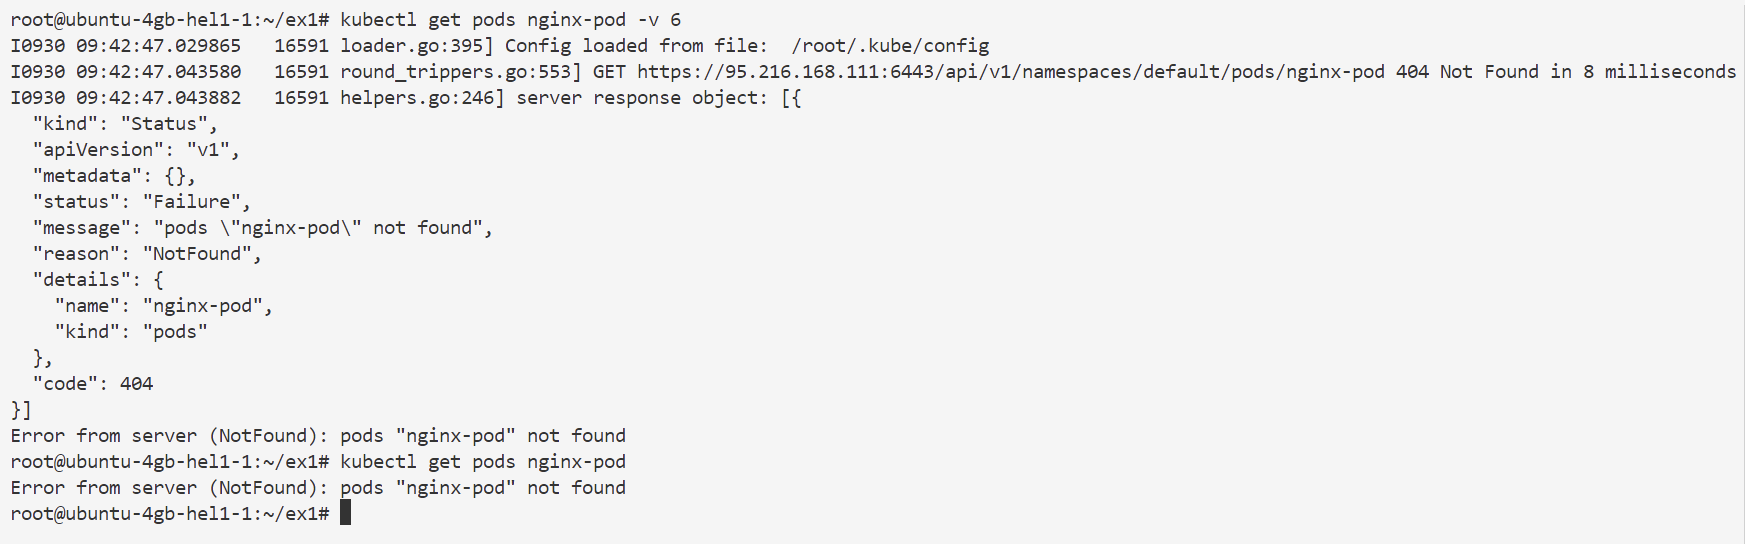 root@ubuntu-4gb-hel1-1:~/ex1# kubectl get pods nginx-pod -v 6
I0930 09:42:47.029865   16591 loader.go:395] Config loaded from file:  /root/.kube/config
I0930 09:42:47.043580   16591 round_trippers.go:553] GET https://95.216.168.111:6443/api/v1/namespaces/default/pods/nginx-pod 404 Not Found in 8 milliseconds
I0930 09:42:47.043882   16591 helpers.go:246] server response object: [{
  "kind": "Status",
  "apiVersion": "v1",
  "metadata": {},
  "status": "Failure",
  "message": "pods \"nginx-pod\" not found",
  "reason": "NotFound",
  "details": {
    "name": "nginx-pod",
    "kind": "pods"
  },
  "code": 404
}]
Error from server (NotFound): pods "nginx-pod" not found
root@ubuntu-4gb-hel1-1:~/ex1# kubectl get pods nginx-pod
Error from server (NotFound): pods "nginx-pod" not found
root@ubuntu-4gb-hel1-1:~/ex1#